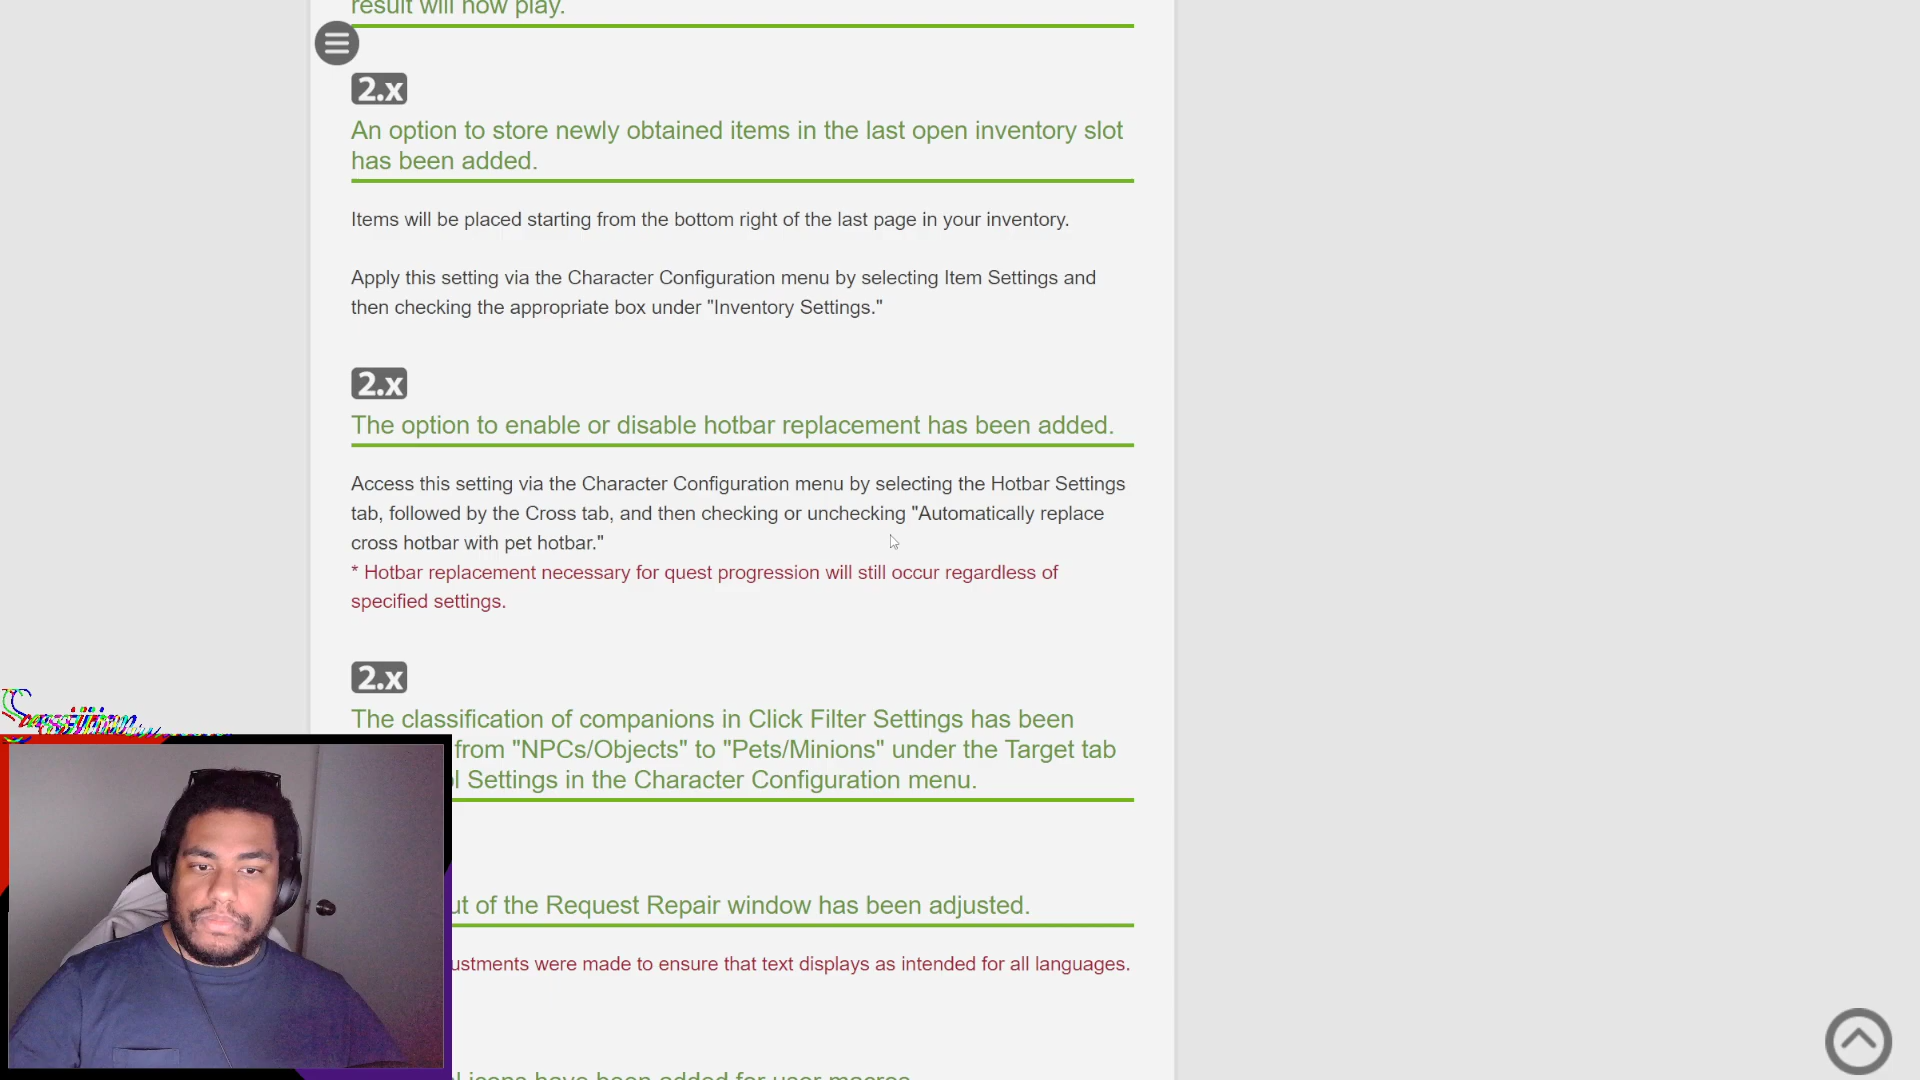 result will now play.
2.x
An option to store newly obtained items in the last open inventory slot
has been added.
Items will be placed starting from the bottom right of the last page in your inventory.
Apply this setting via the Character Configuration menu by selecting Item Settings and
then checking the appropriate box under "Inventory Settings."
2.x
The option to enable or disable hotbar replacement has been added.
Access this setting via the Character Configuration menu by selecting the Hotbar Settings
tab, followed by the Cross tab, and then checking or unchecking "Automatically replace
cross hotbar with pet hotbar."
* Hotbar replacement necessary for quest progression will still occur regardless of
specified settings.
2.x
The classification of companions in Click Filter Settings has been
from "NPCs/Objects" to "Pets/Minions" under the Target tab
Settings in the Character Configuration menu.
of the Request Repair window has been adjusted.
were made to ensure that text displays as intended for all languages.
icons have been added for user macros.